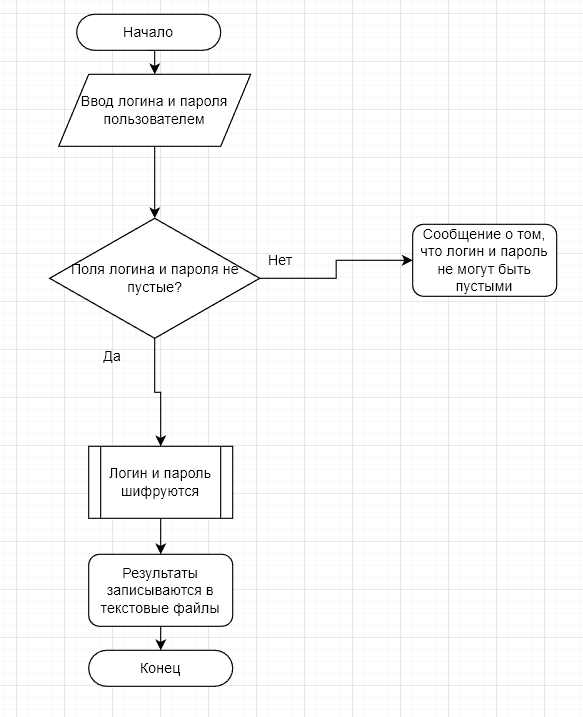 Начало
Ввод логина и пароля
пользователем
Поля логина и пароля не
пустые?
Нет
Сообщение о том,
что логин и пароль
не могут быть
пустыми
Да
Логин и пароль
шифруются
Результаты
записываются в
текстовые файлы
Конец